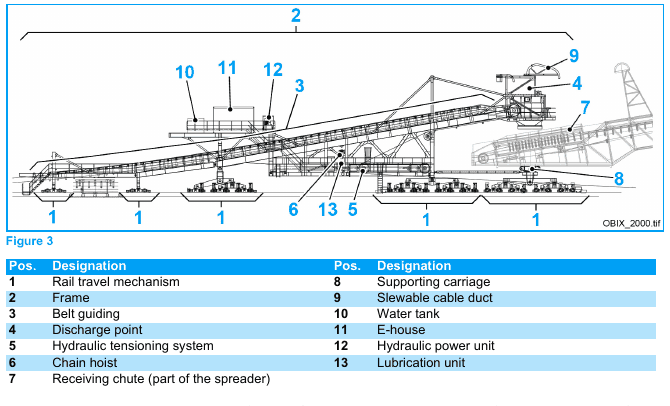 2
9
11
10
12
3
4
7
8
6
13
5
1
1
1
1
1
OBIX_2000.tif
Figure 3
Pos. Designation Pos. Designation
1 Rail travel mechanism 8 Supporting carriage
2 Frame 9 Slewable cable duct
3 Belt guiding 10 Water tank
4 Discharge point 11 E-house
5 Hydraulic tensioning system 12 Hydraulic power unit
6 Chain hoist 13 Lubrication unit
7 Receiving chute (part of the spreader)